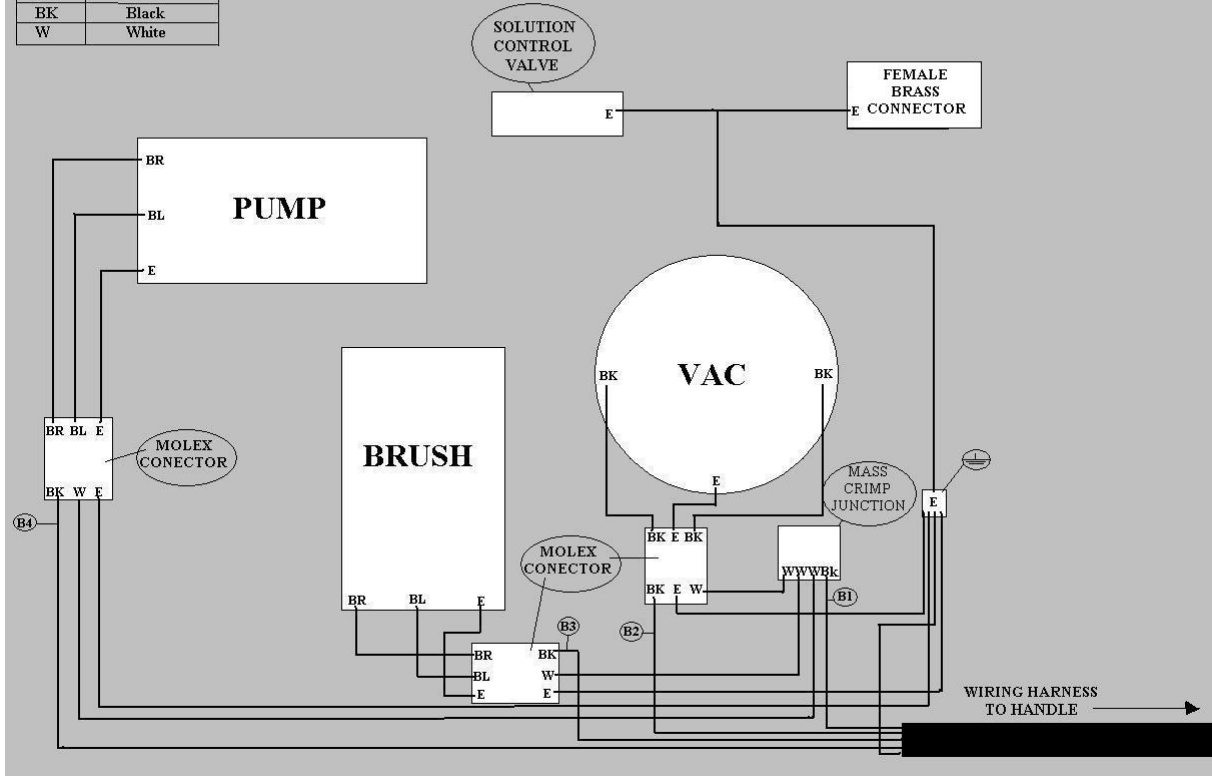 BK Black
W White
SOLUTION
CONTROL
VALVE
E
FEMALE
BRASS
E CONNECTOR
BR
BL
E
PUMP
BK
VAC
BK
E
BRUSH
BR BL E
BR BL E
MOLEX
CONECTOR
BK W E
B4
MASS
CRIMP
JUNCTION
E
BK E BK
BK E W
MOLEX
CONECTOR
WWWBk
B1
B2
B3
BR
BL
E
BK
W
E
WIRING HARNESS
TO HANDLE